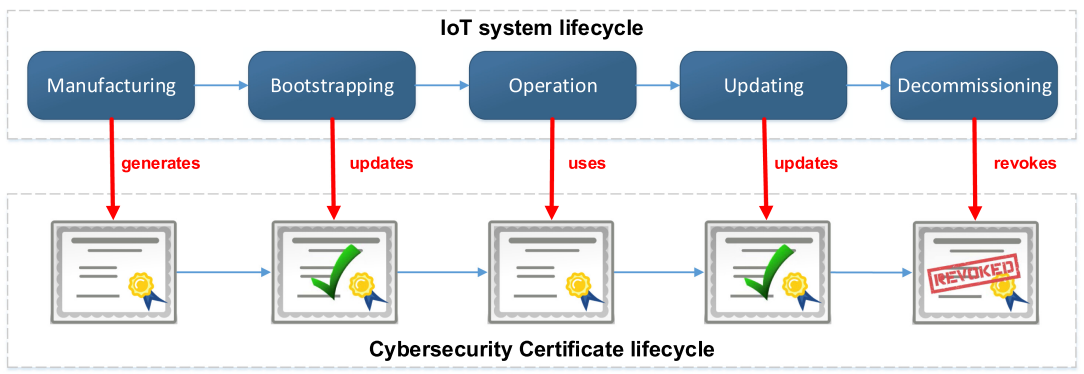 IoT system lifecycle
Manufacturing
Bootstrapping
Operation
Updating
Decommissioning
generates
updates
uses
updates
revokes
REVOKED
Cybersecurity Certificate lifecycle